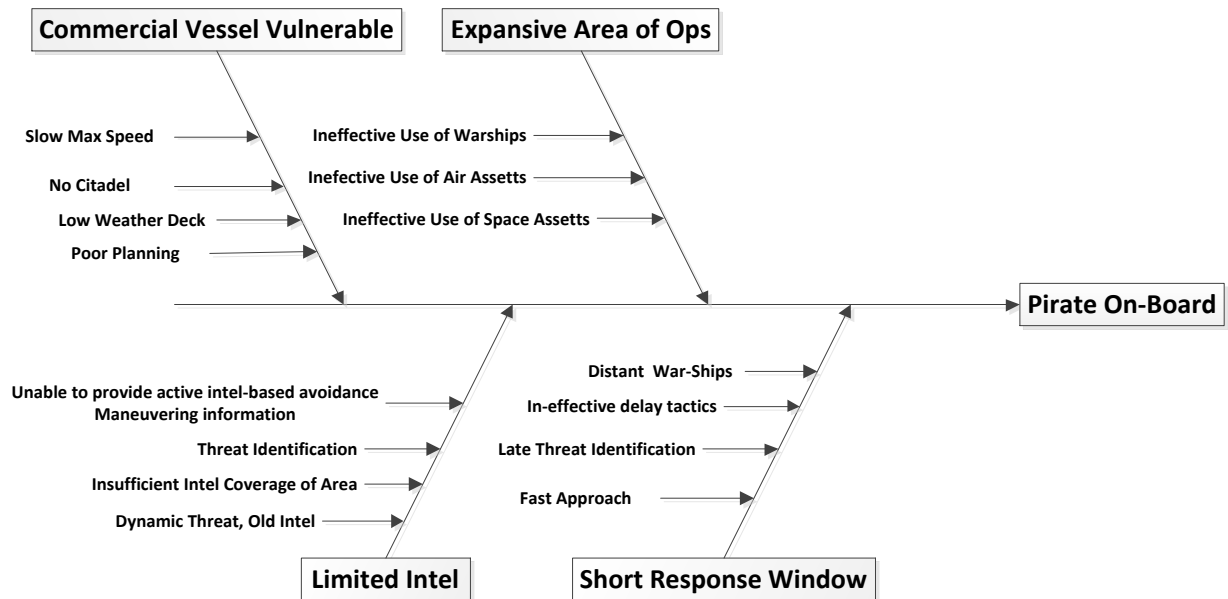 Commercial Vessel Vulnerable
Expansive Area of Ops
Slow Max Speed
No Citadel
Low Weather Deck
Poor Planning
Ineffective Use of Warships
Inefective Use of Air Assetts
Ineffective Use of Space Assetts
Pirate On-Board
Unable to provide active intel-based avoidance
Maneuvering information
Threat Identification
Insufficient Intel Coverage of Area
Dynamic Threat, Old Intel
Distant War-Ships
In-effective delay tactics
Late Threat Identification
Fast Approach
Limited Intel
Short Response Window